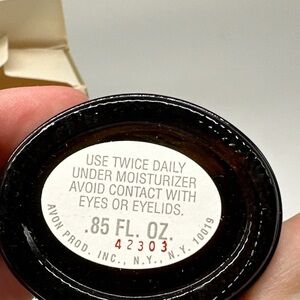 USE TWICE DAILY
UNDER MOISTURIZER
AVOID CONTACT WITH
EYES OR EYELIDS.
.85 FL. OZ.
42303
AVON PROD. INC., N.Y., N.Y. 10019